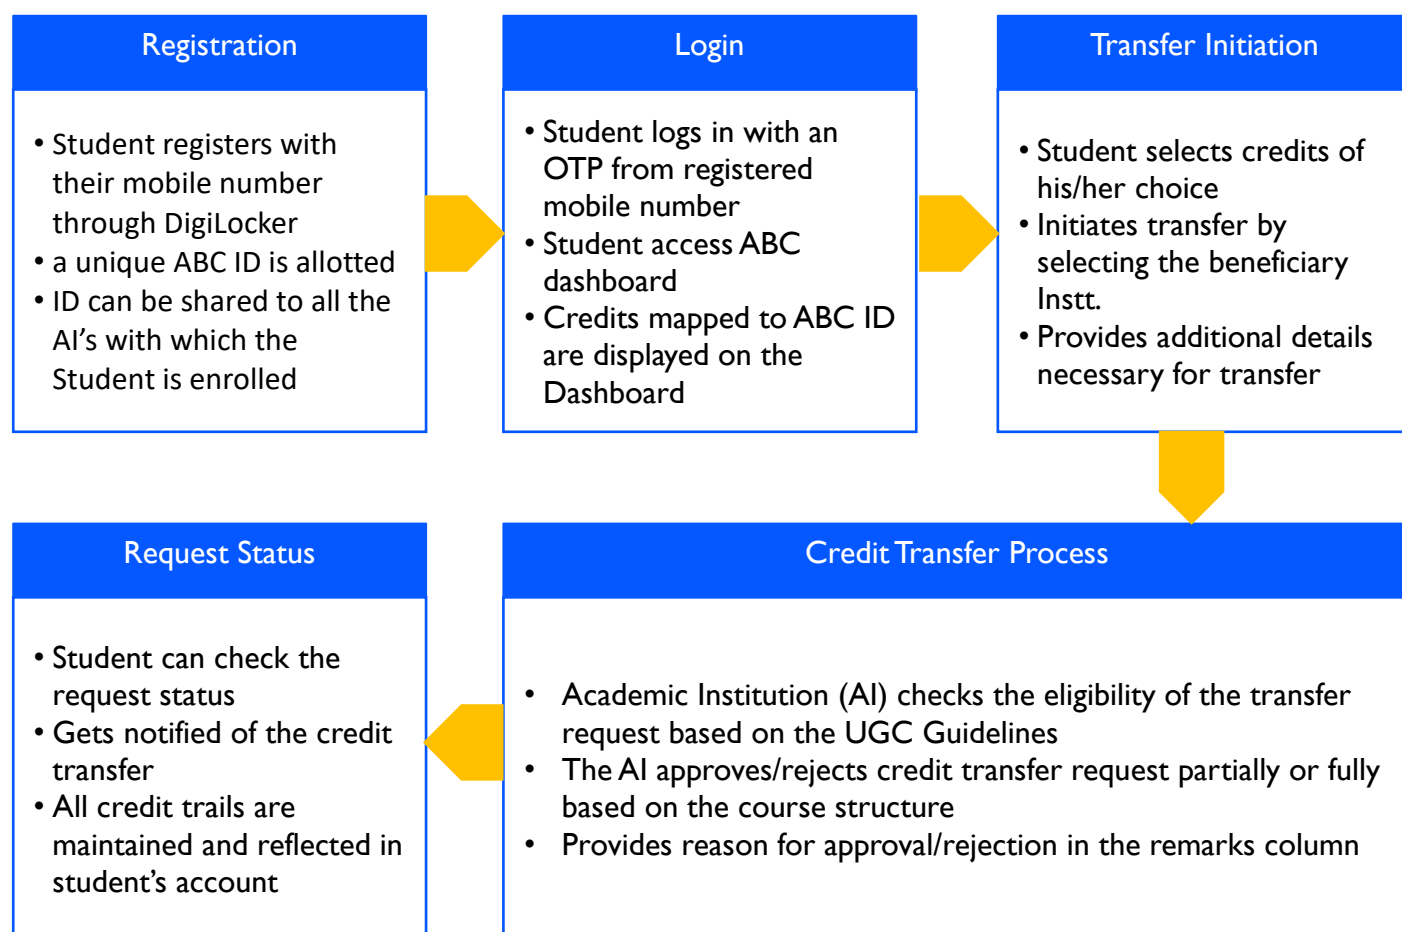 Registration
• Student registers with
their mobile number
through DigiLocker
• a unique ABC ID is allotted
• ID can be shared to all the
AI's with which the
Student is enrolled
Login
• Student logs in with an
OTP from registered
mobile number
• Student access ABC
dashboard
• Credits mapped to ABC ID
are displayed on the
Dashboard
Transfer Initiation
• Student selects credits of
his/her choice
• Initiates transfer by
selecting the beneficiary
Instt.
• Provides additional details
necessary for transfer
Credit Transfer Process
• Academic Institution (AI) checks the eligibility of the transfer
request based on the UGC Guidelines
• The AI approves/rejects credit transfer request partially or fully
based on the course structure
• Provides reason for approval/rejection in the remarks column
Request Status
• Student can check the
request status
• Gets notified of the credit
transfer
• All credit trails are
maintained and reflected in
student’s account